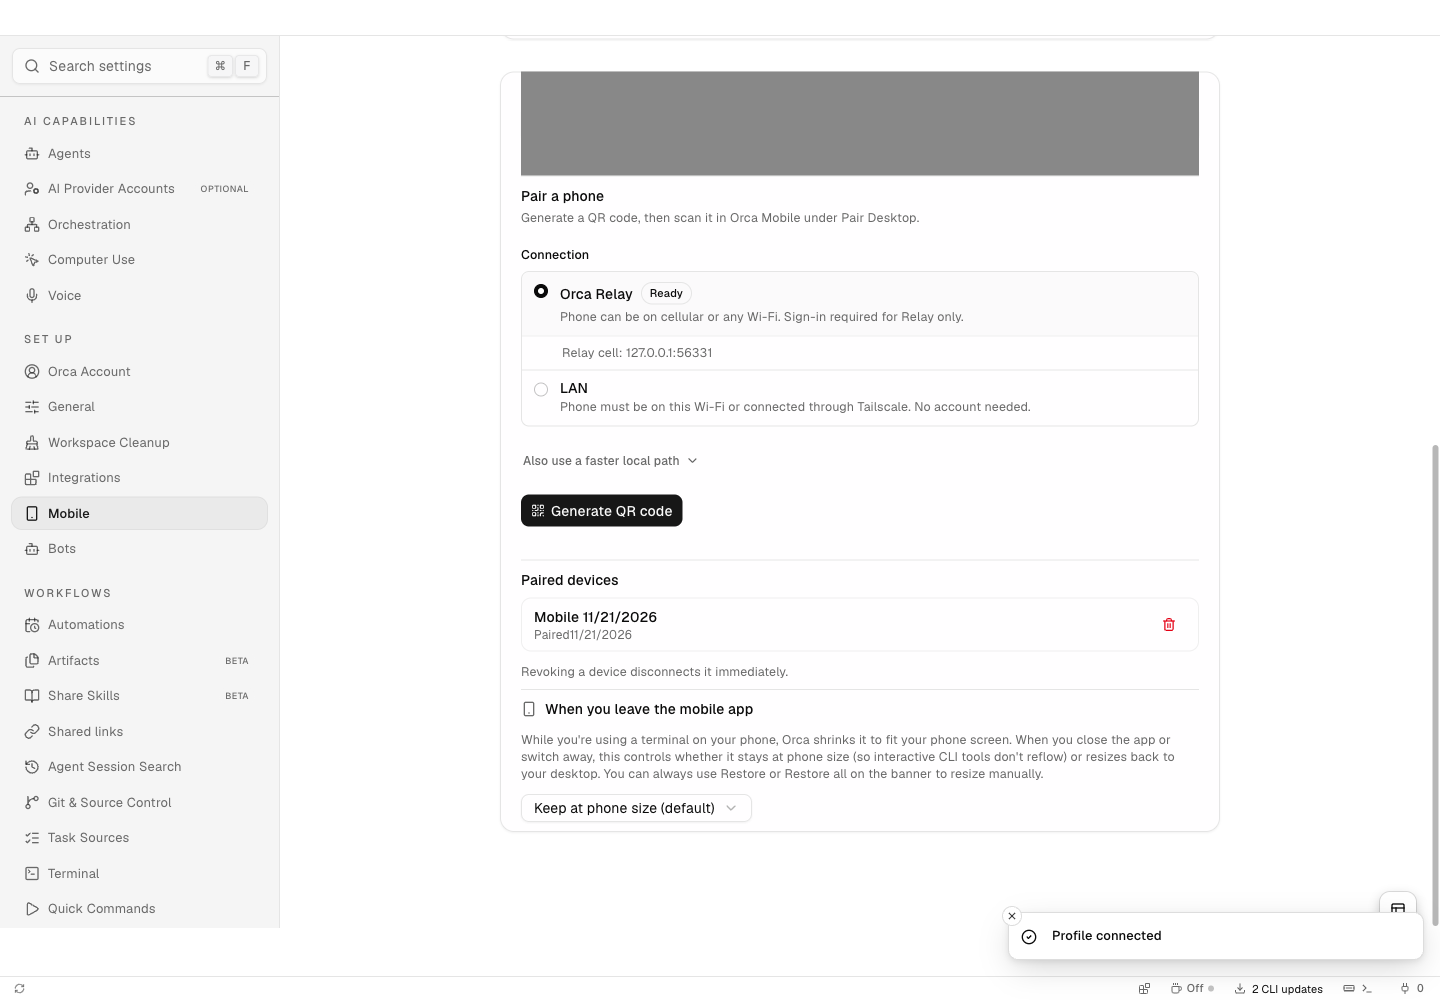 Search settings ⌘ F
AI CAPABILITIES
Agents
AI Provider Accounts OPTIONAL
Orchestration
Computer Use
Voice
SET UP
Orca Account
General
Workspace Cleanup
Integrations
Mobile
Bots
WORKFLOWS
Automations
Artifacts BETA
Share Skills BETA
Shared links
Agent Session Search
Git & Source Control
Task Sources
Terminal
Quick Commands
Pair a phone
Generate a QR code, then scan it in Orca Mobile under Pair Desktop.
Connection
Orca Relay Ready
Phone can be on cellular or any Wi-Fi. Sign-in required for Relay only.
Relay cell: 127.0.0.1:56331
LAN
Phone must be on this Wi-Fi or connected through Tailscale. No account needed.
Also use a faster local path
Generate QR code
Paired devices
Mobile 11/21/2026
Paired11/21/2026
Revoking a device disconnects it immediately.
When you leave the mobile app
While you're using a terminal on your phone, Orca shrinks it to fit your phone screen. When you close the app or
switch away, this controls whether it stays at phone size (so interactive CLI tools don't reflow) or resizes back to
your desktop. You can always use Restore or Restore all on the banner to resize manually.
Keep at phone size (default)
Profile connected
Off 2 CLI updates 0